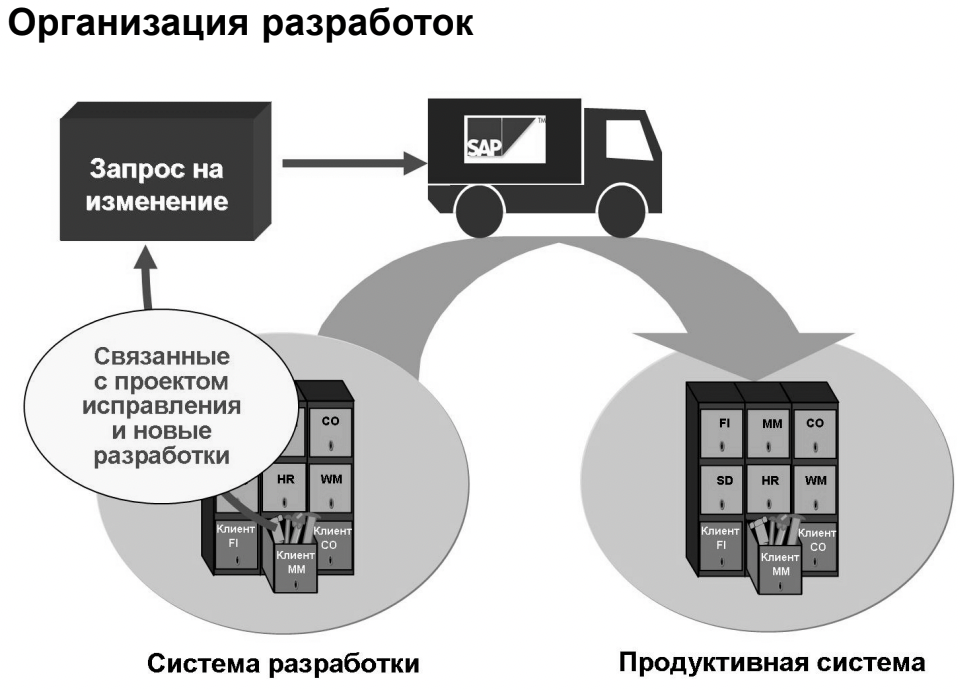 Организация разработок
Запрос на
изменение
SAP
TM
Связанные
с проектом
исправления
и новые
разработки
CO
HR
WM
Клиент
FI
Клиент
MM
Клиент
CO
FI
MM
CO
SD
HR
WM
Клиент
FI
Клиент
MM
Клиент
CO
Система разработки
Продуктивная система